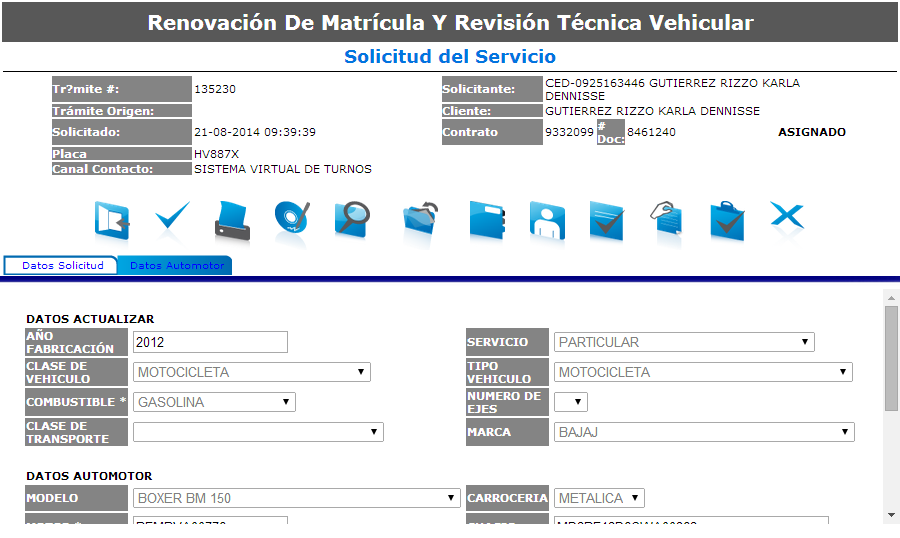 Renovación De Matrícula Y Revisión Técnica Vehicular
Solicitud del Servicio
Tr?mite #: 135230 Solicitante: CED-0925163446 GUTIERREZ RIZZO KARLA
DENNISSE
Trámite Origen: Cliente: GUTIERREZ RIZZO KARLA DENNISSE
Solicitado: 21-08-2014 09:39:39 Contrato 9332099 # Doc: 8461240 ASIGNADO
Placa HV887X
Canal Contacto: SISTEMA VIRTUAL DE TURNOS
Datos Solicitud Datos Automotor
DATOS ACTUALIZAR
AÑO FABRICACIÓN 2012 SERVICIO PARTICULAR
CLASE DE VEHICULO MOTOCICLETA TIPO VEHICULO MOTOCICLETA
COMBUSTIBLE * GASOLINA NUMERO DE EJES
CLASE DE TRANSPORTE MARCA BAJAJ
DATOS AUTOMOTOR
MODELO BOXER BM 150 CARROCERIA METALICA